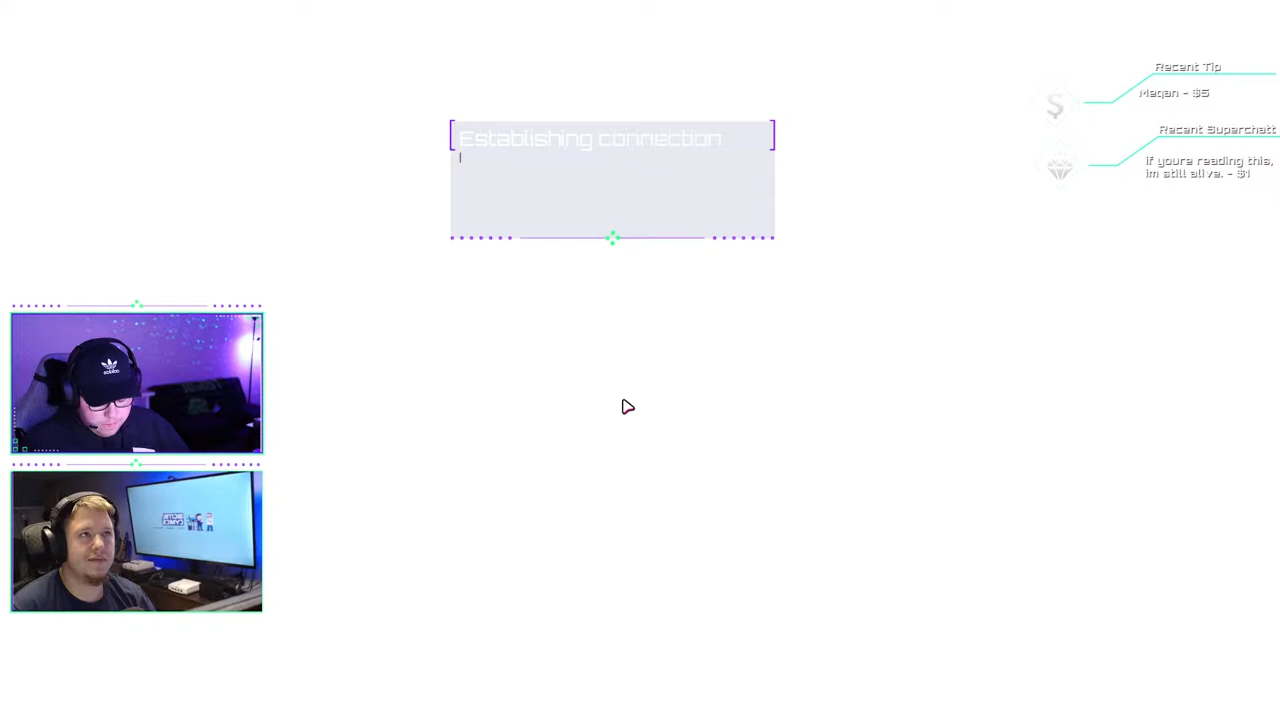 Establishing connection
Recent Tip
Megan - $5
Recent Superchatt
if youre reading this,
im still alive. - $1